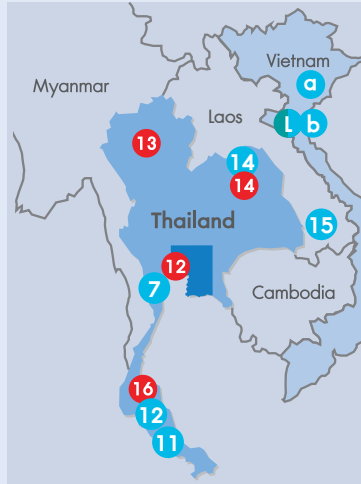 Vietnam
a
Myanmar
Laos
L b
13
14
14
Thailand
15
12
7
Cambodia
16
12
11